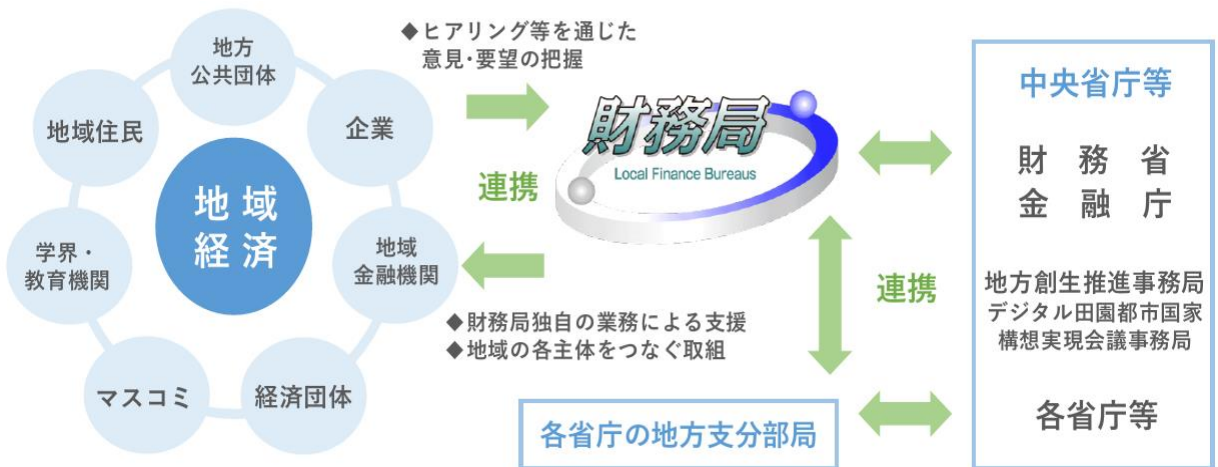 地方
公共団体
企業
地域
金融機関
経済団体
マスコミ
学界・
教育機関
地域住民
地域
経済
◆ヒアリング等を通じた
意見・要望の把握
連携
◆財務局独自の業務による支援
◆地域の各主体をつなぐ取組
財務局
Local Finance Bureaus
連携
各省庁の地方支分部局
中央省庁等
財務省
金融庁
地方創生推進事務局
デジタル田園都市国家
構想実現会議事務局
各省庁等